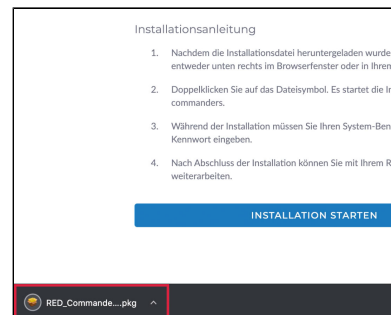 Installationsanleitung
1. Nachdem die Installationsdatei heruntergeladen wurde
entweder unten rechts im Browserfenster oder in Ihrem
2. Doppelklicken Sie auf das Dateisymbol. Es startet die In
commanders.
3. Während der Installation müssen Sie Ihren System-Ben
Kennwort eingeben.
4. Nach Abschluss der Installation können Sie mit Ihrem R
weiterarbeiten.
INSTALLATION STARTEN
RED_Commande....pkg